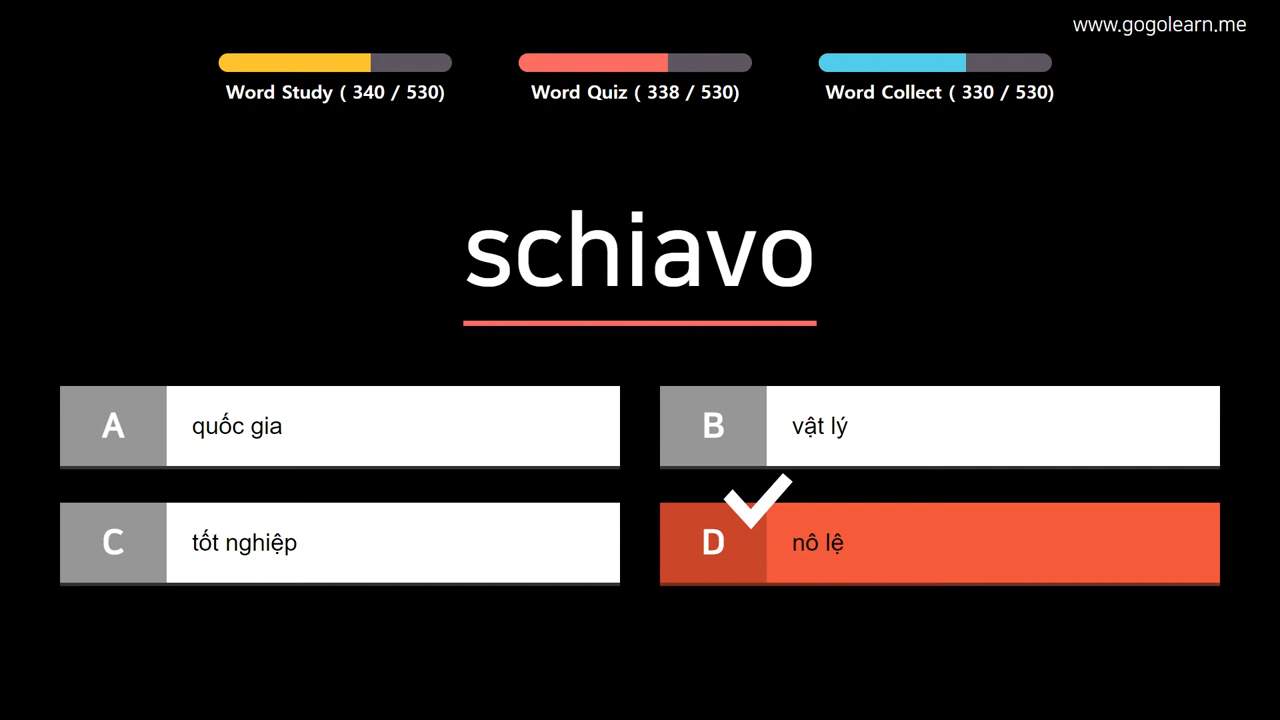 www.gogolearn.me
Word Study ( 340 / 530)
Word Quiz ( 338 / 530)
Word Collect ( 330 / 530)
schiavo
A
quốc gia
B
vật lý
C
tốt nghiệp
D
nô lệ